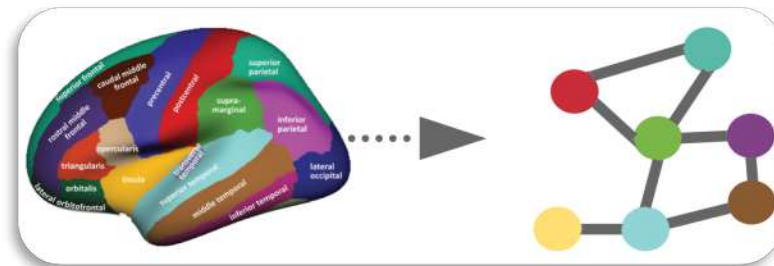 superior frontal
caudal middle
frontal
precentral
postcentral
superior
parietal
rostral middle
frontal
supra-
marginal
inferior
parietal
opercularis
triangularis
transverse
temporal
insula
lateral
occipital
orbitalis
superior temporal
lateral orbitofrontal
middle temporal
inferior temporal